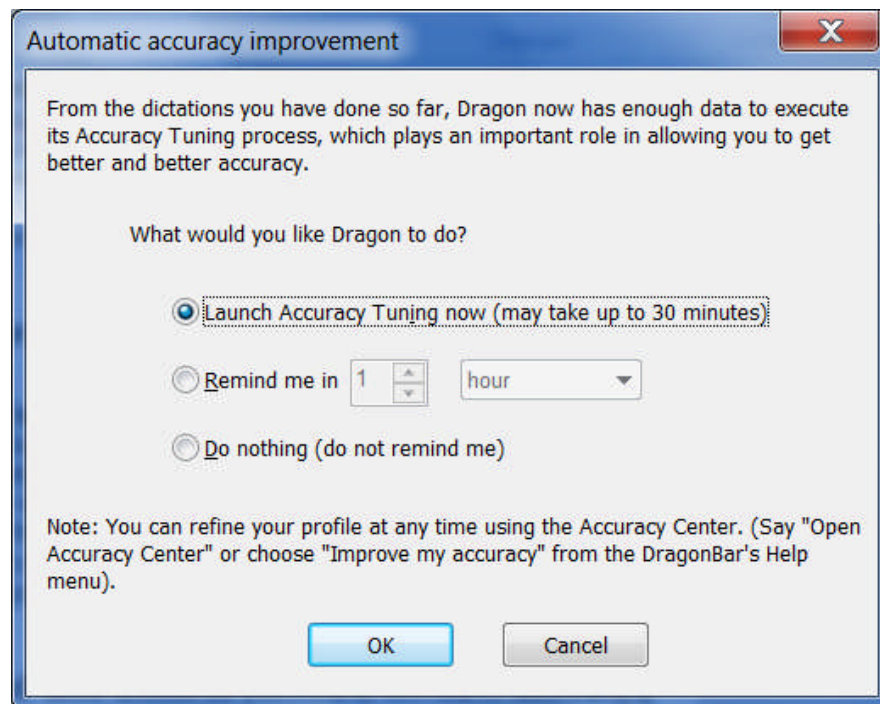 Automatic accuracy improvement
From the dictations you have done so far, Dragon now has enough data to execute
its Accuracy Tuning process, which plays an important role in allowing you to get
better and better accuracy.
What would you like Dragon to do?
Launch Accuracy Tuning now (may take up to 30 minutes)
Remind me in 1 hour
Do nothing (do not remind me)
Note: You can refine your profile at any time using the Accuracy Center. (Say "Open
Accuracy Center" or choose "Improve my accuracy" from the DragonBar's Help
menu).
OK Cancel